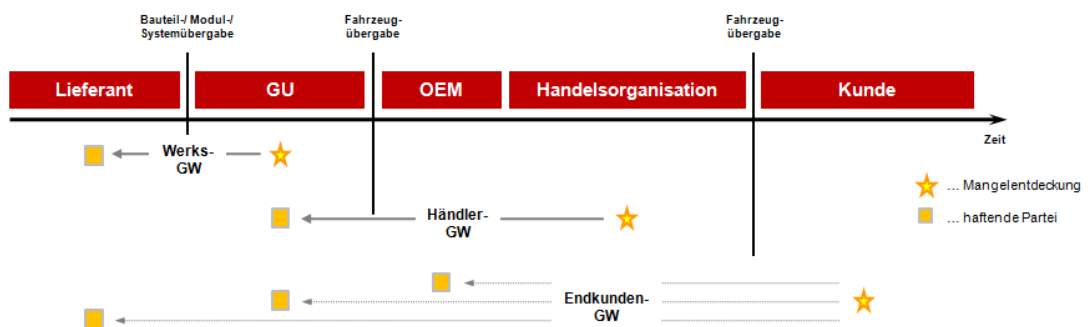 Bauteil-/ Modul-/
Systemübergabe
Fahrzeug-
übergabe
Fahrzeug-
übergabe
Lieferant
GU
OEM
Handelsorganisation
Kunde
Zeit
Werks-
GW
Händler-
GW
Endkunden-
GW
... Mangelentdeckung
... haftende Partei